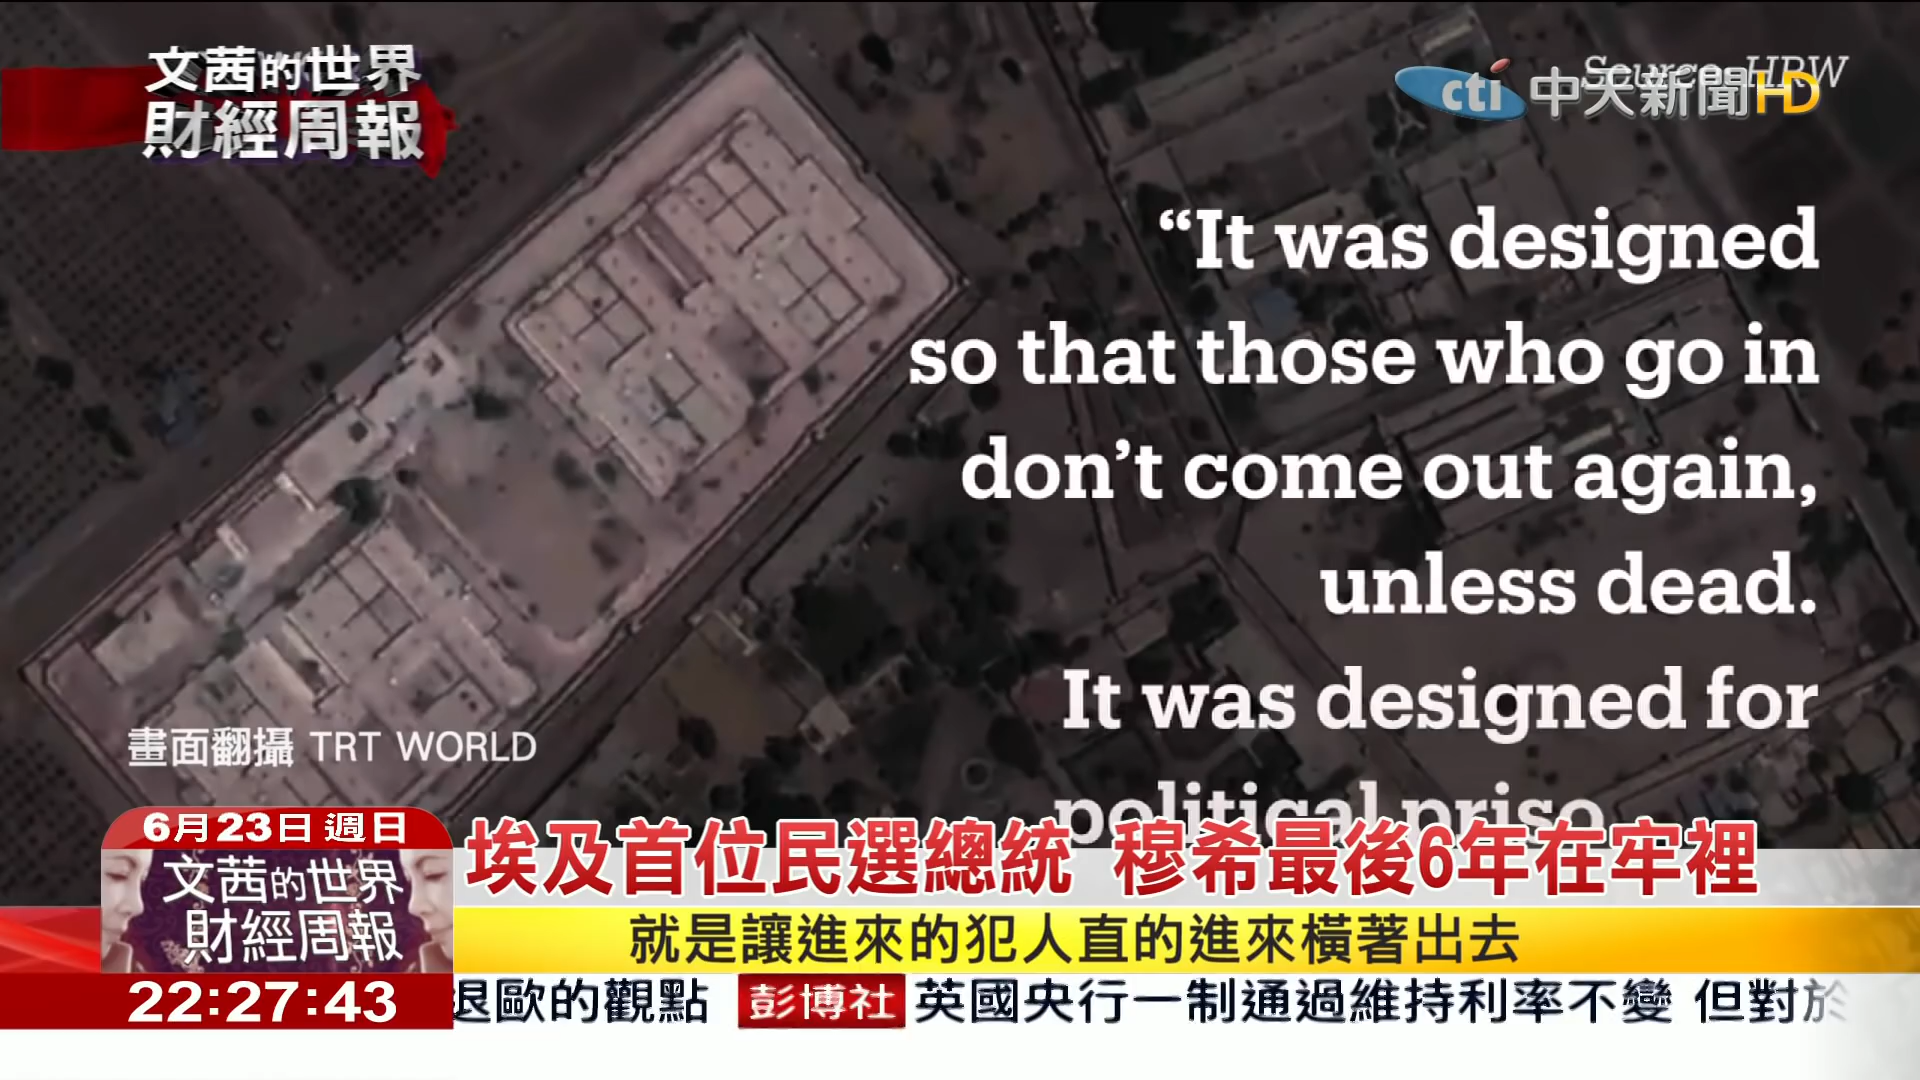 文茜的世界
財經周報
Source: HRW
cti 中天新聞HD
“It was designed
so that those who go in
don’t come out again,
unless dead.
It was designed for
political priso
畫面翻攝 TRT WORLD
6月23日 週日
埃及首位民選總統 穆希最後6年在牢裡
文茜的世界
財經周報
就是讓進來的犯人直的進來橫著出去
22:27:43
退歐的觀點 彭博社 英國央行一制通過維持利率不變 但對於